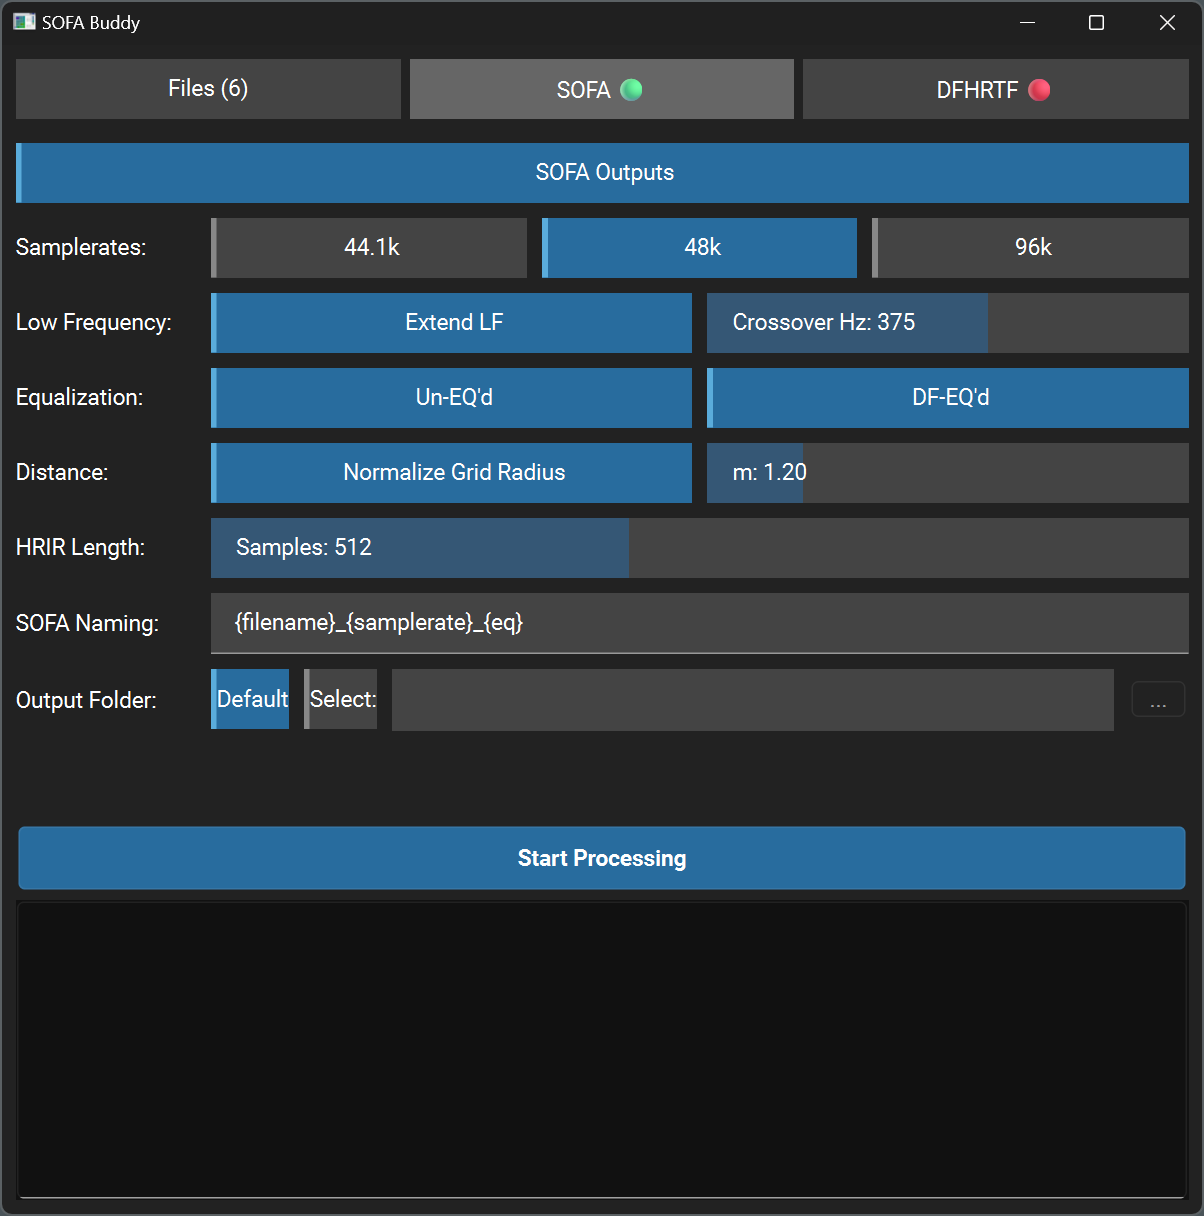 SOFA Buddy
Files (6)
SOFA
DFHRTF
SOFA Outputs
Samplerates:
44.1k
48k
96k
Low Frequency:
Extend LF
Crossover Hz: 375
Equalization:
Un-EQ'd
DF-EQ'd
Distance:
Normalize Grid Radius
m: 1.20
HRIR Length:
Samples: 512
SOFA Naming:
{filename}_{samplerate}_{eq}
Output Folder:
Default
Select:
...
Start Processing